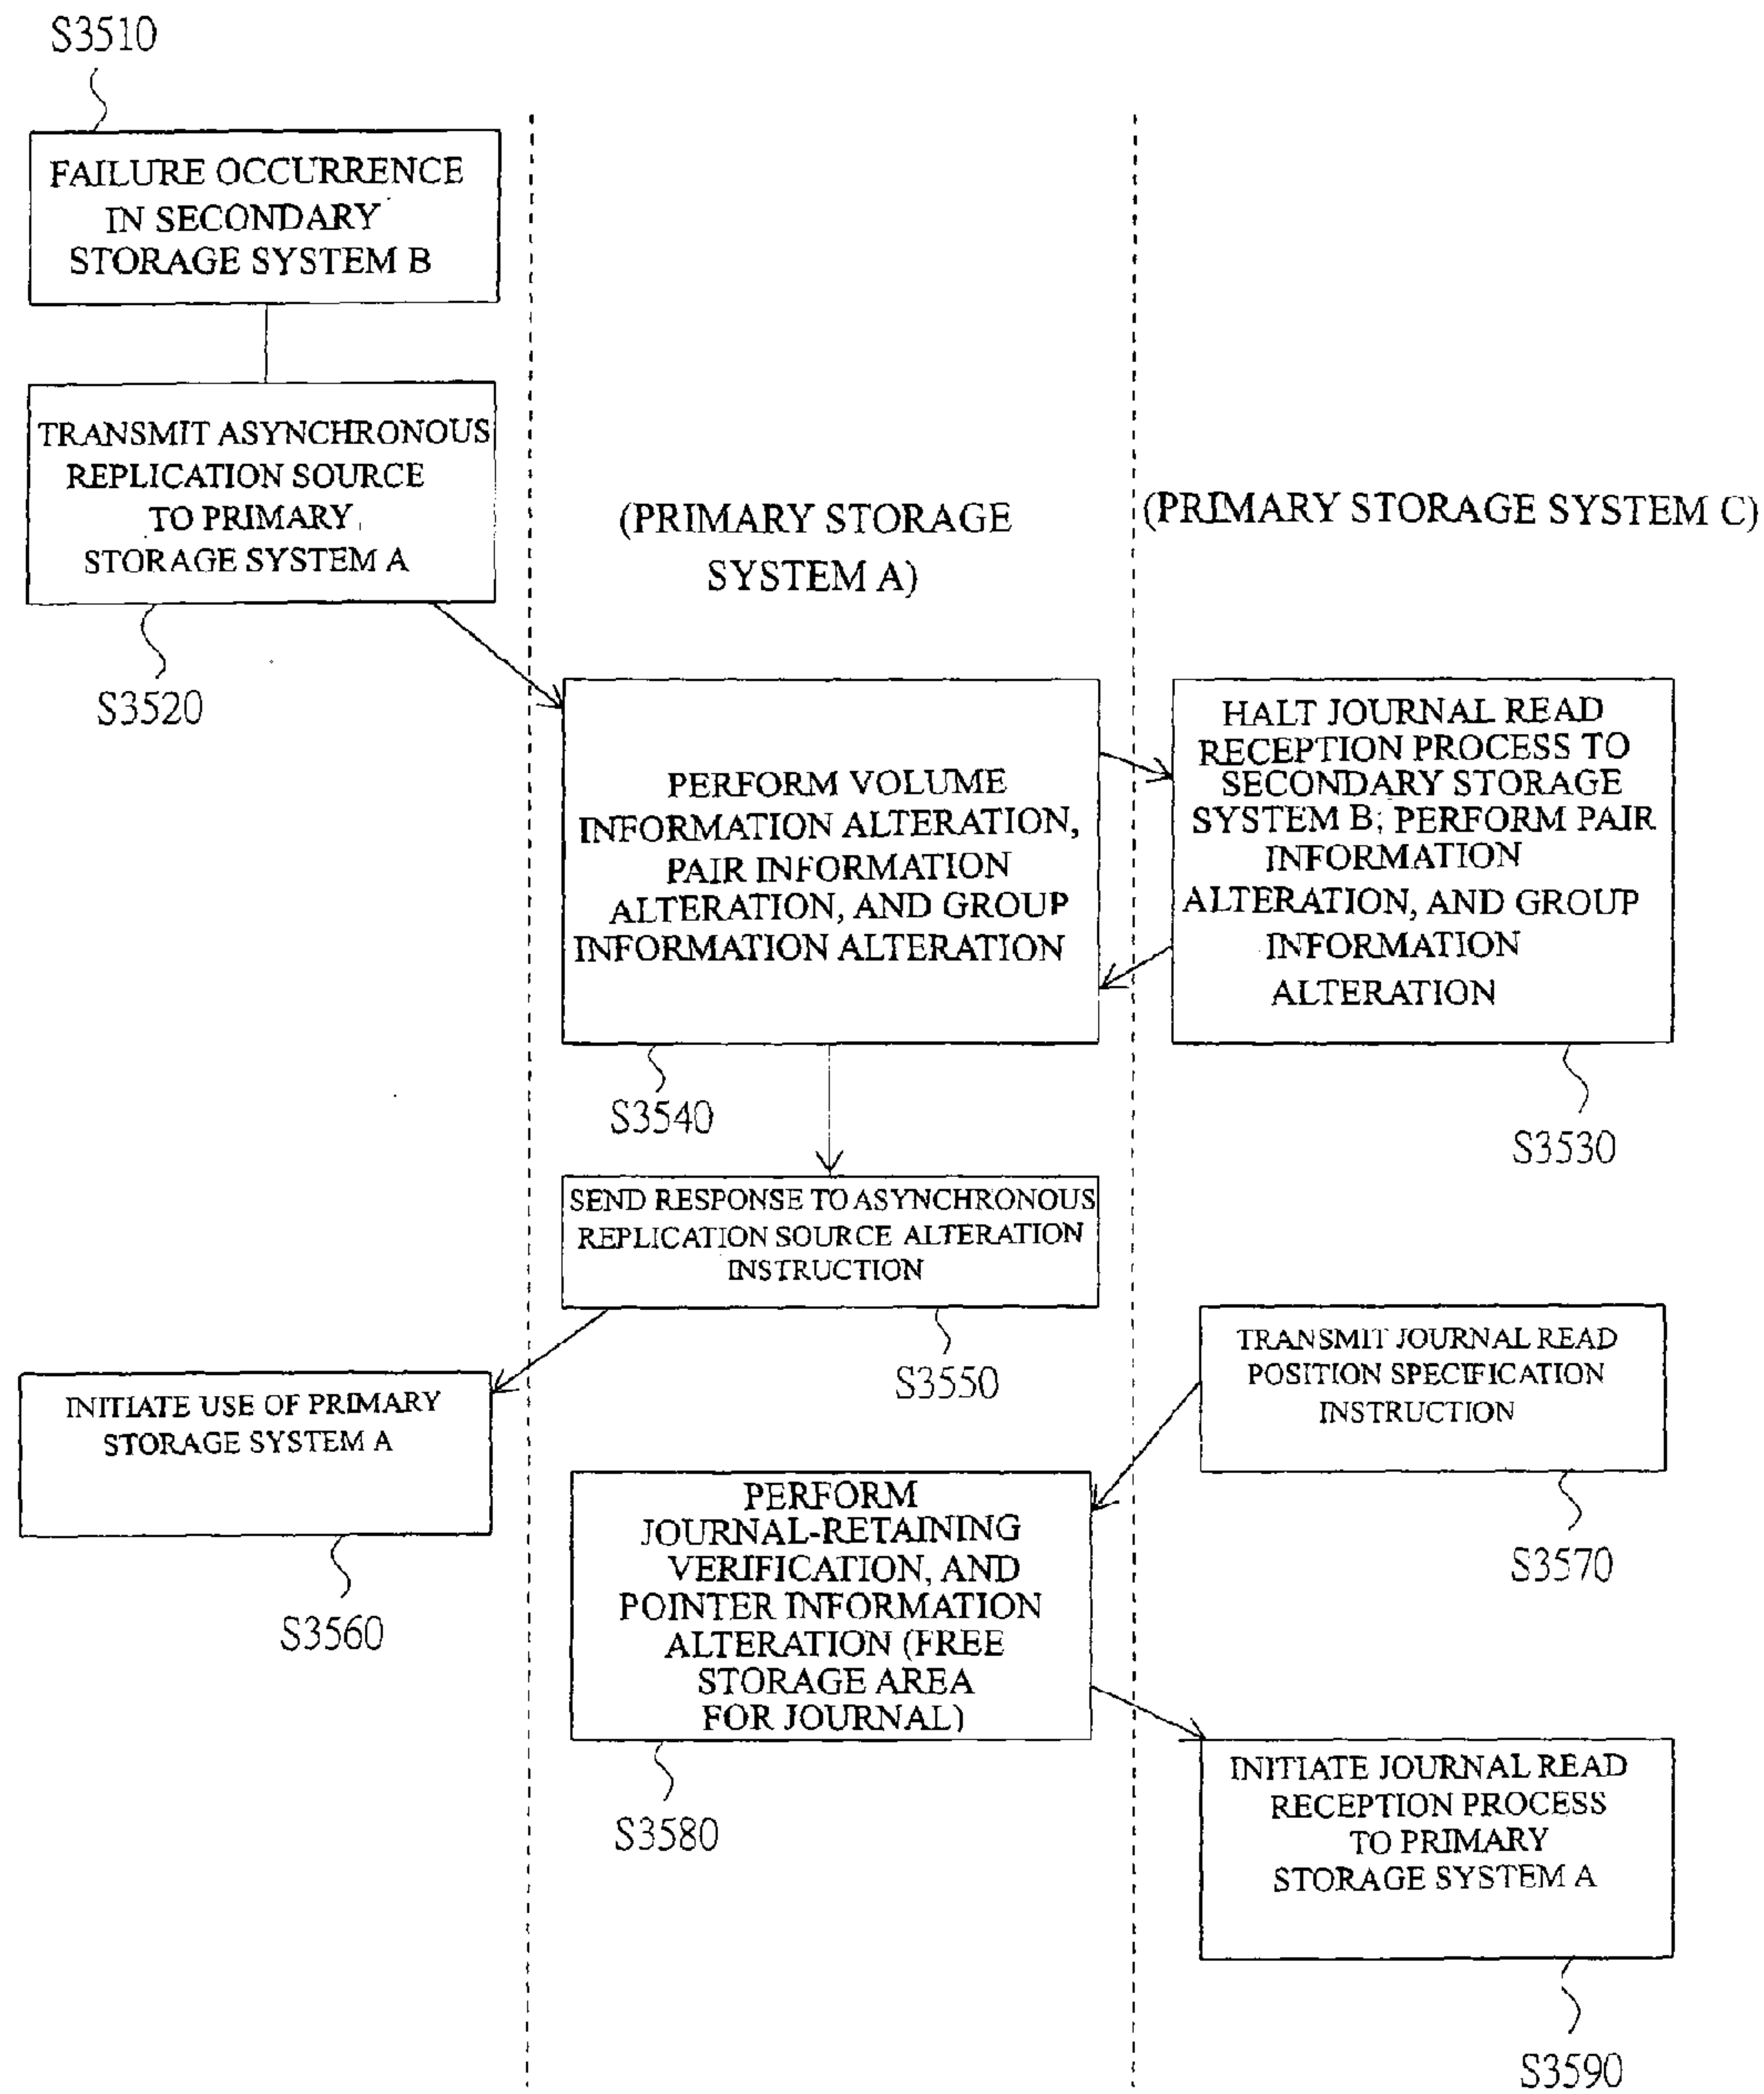 S3510
FAILURE OCCURRENCE
IN SECONDARY
STORAGE SYSTEM B
TRANSMIT ASYNCHRONOUS
REPLICATION SOURCE
TO PRIMARY
STORAGE SYSTEM A
S3520
(PRIMARY STORAGE
SYSTEM A)
(PRIMARY STORAGE SYSTEM C)
PERFORM VOLUME
INFORMATION ALTERATION,
PAIR INFORMATION
ALTERATION, AND GROUP
INFORMATION ALTERATION
S3540
HALT JOURNAL READ
RECEPTION PROCESS TO
SECONDARY STORAGE
SYSTEM B; PERFORM PAIR
INFORMATION
ALTERATION, AND GROUP
INFORMATION
ALTERATION
S3530
SEND RESPONSE TO ASYNCHRONOUS
REPLICATION SOURCE ALTERATION
INSTRUCTION
S3550
INITIATE USE OF PRIMARY
STORAGE SYSTEM A
S3560
TRANSMIT JOURNAL READ
POSITION SPECIFICATION
INSTRUCTION
S3570
PERFORM
JOURNAL-RETAINING
VERIFICATION, AND
POINTER INFORMATION
ALTERATION (FREE
STORAGE AREA
FOR JOURNAL)
S3580
INITIATE JOURNAL READ
RECEPTION PROCESS
TO PRIMARY
STORAGE SYSTEM A
S3590